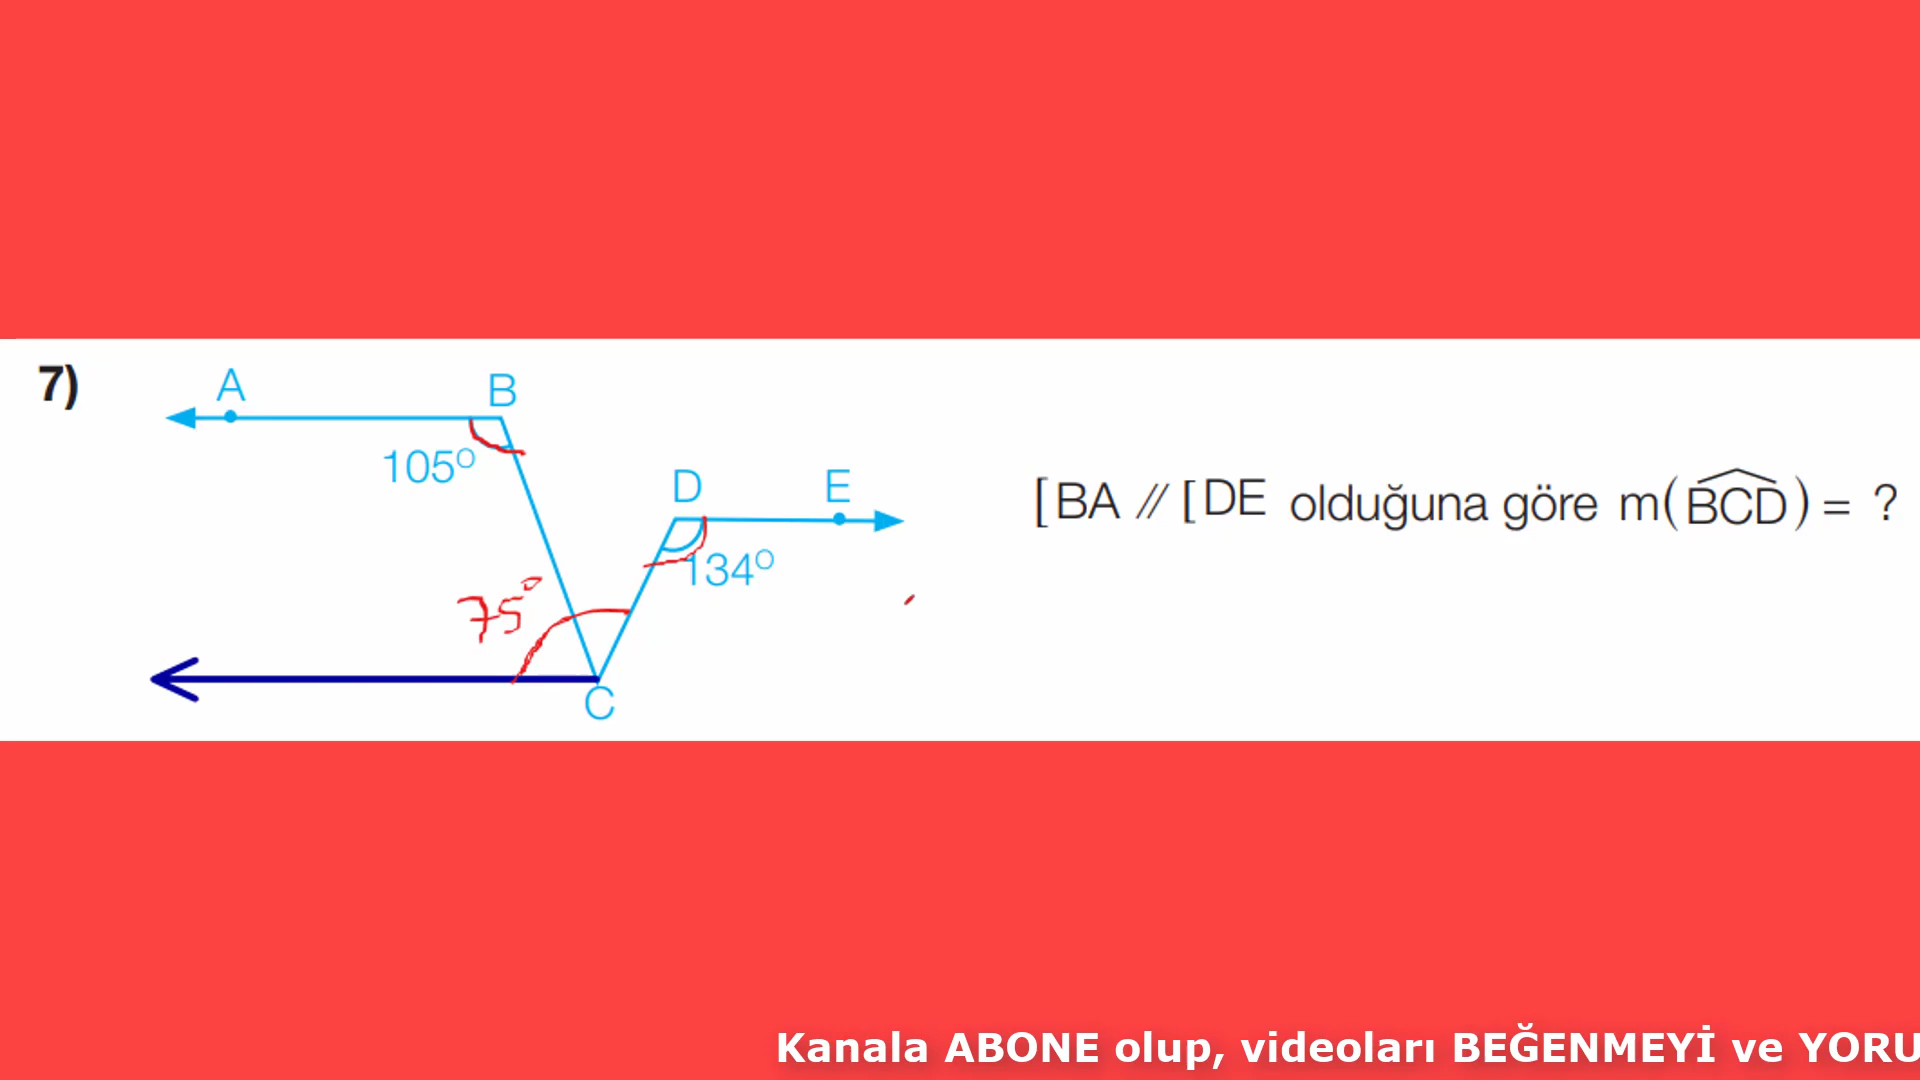 7)
A
B
105°
D
E
[BA // [DE olduğuna göre m(BCD) = ?
134°
75°
C
Kanala ABONE olup, videoları BEĞENMEYİ ve YORU